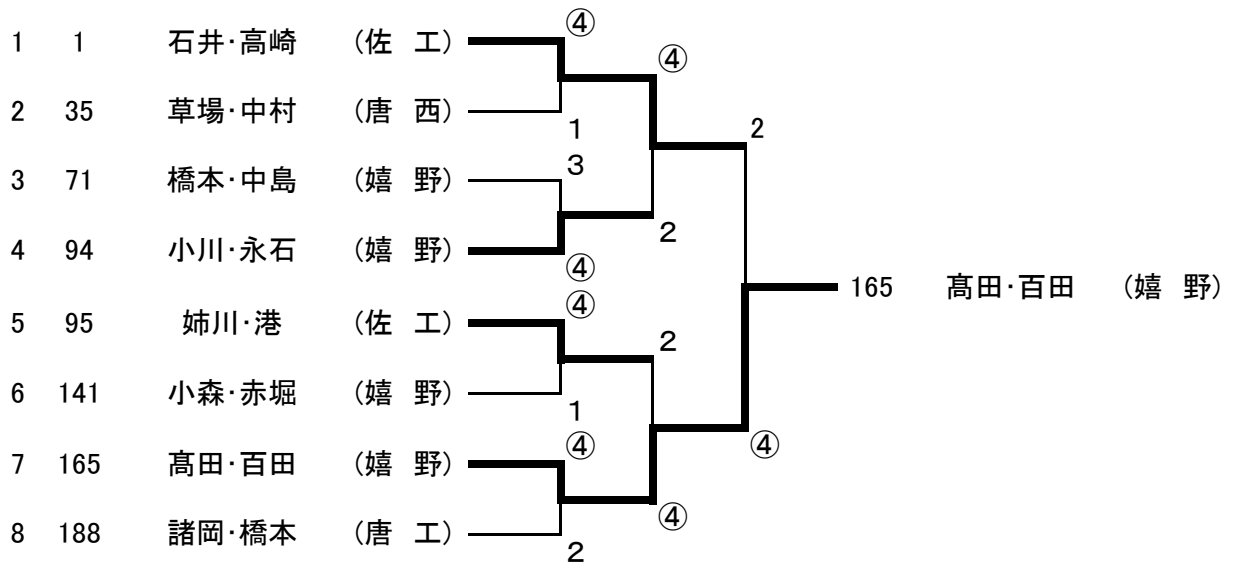 ④
1 1 石井・高崎 (佐 工)
④
2 35 草場・中村 (唐 西)
1
2
3
3 71 橋本・中島 (嬉 野)
2
4 94 小川・永石 (嬉 野)
④
165 髙田・百田 (嬉 野)
④
5 95 姉川・港 (佐 工)
2
6 141 小森・赤堀 (嬉 野)
1
④
④
7 165 髙田・百田 (嬉 野)
④
8 188 諸岡・橋本 (唐 工)
2